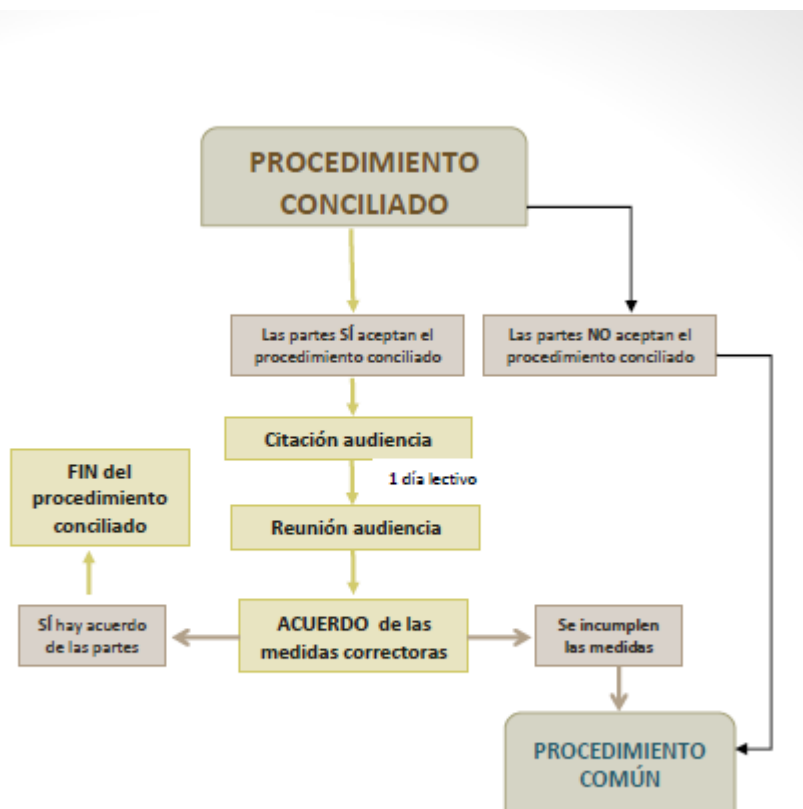 PROCEDIMIENTO
CONCILIADO
Las partes SÍ aceptan el
procedimiento conciliado
Las partes NO aceptan el
procedimiento conciliado
Citación audiencia
1 día lectivo
FIN del
procedimiento
conciliado
Reunión audiencia
SÍ hay acuerdo
de las partes
ACUERDO de las
medidas correctoras
Se incumplen
las medidas
PROCEDIMIENTO
COMÚN